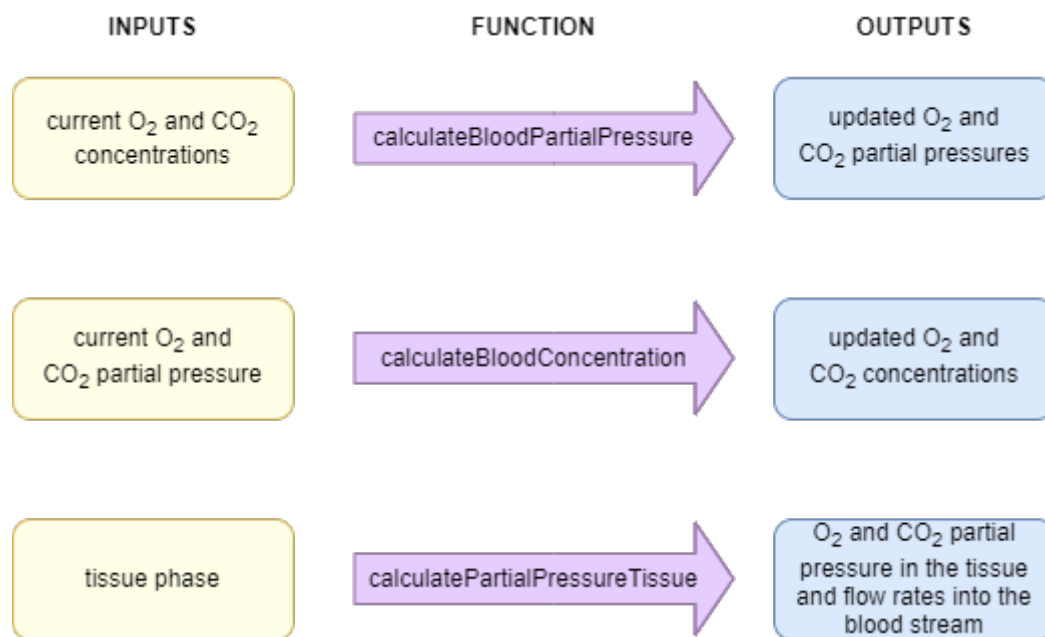 INPUTS
FUNCTION
OUTPUTS
current O₂ and CO₂
concentrations
calculateBloodPartialPressure
updated O₂ and
CO₂ partial pressures
current O₂ and
CO₂ partial pressure
calculateBloodConcentration
updated O₂ and
CO₂ concentrations
tissue phase
calculatePartialPressureTissue
O₂ and CO₂ partial
pressure in the tissue
and flow rates into the
blood stream